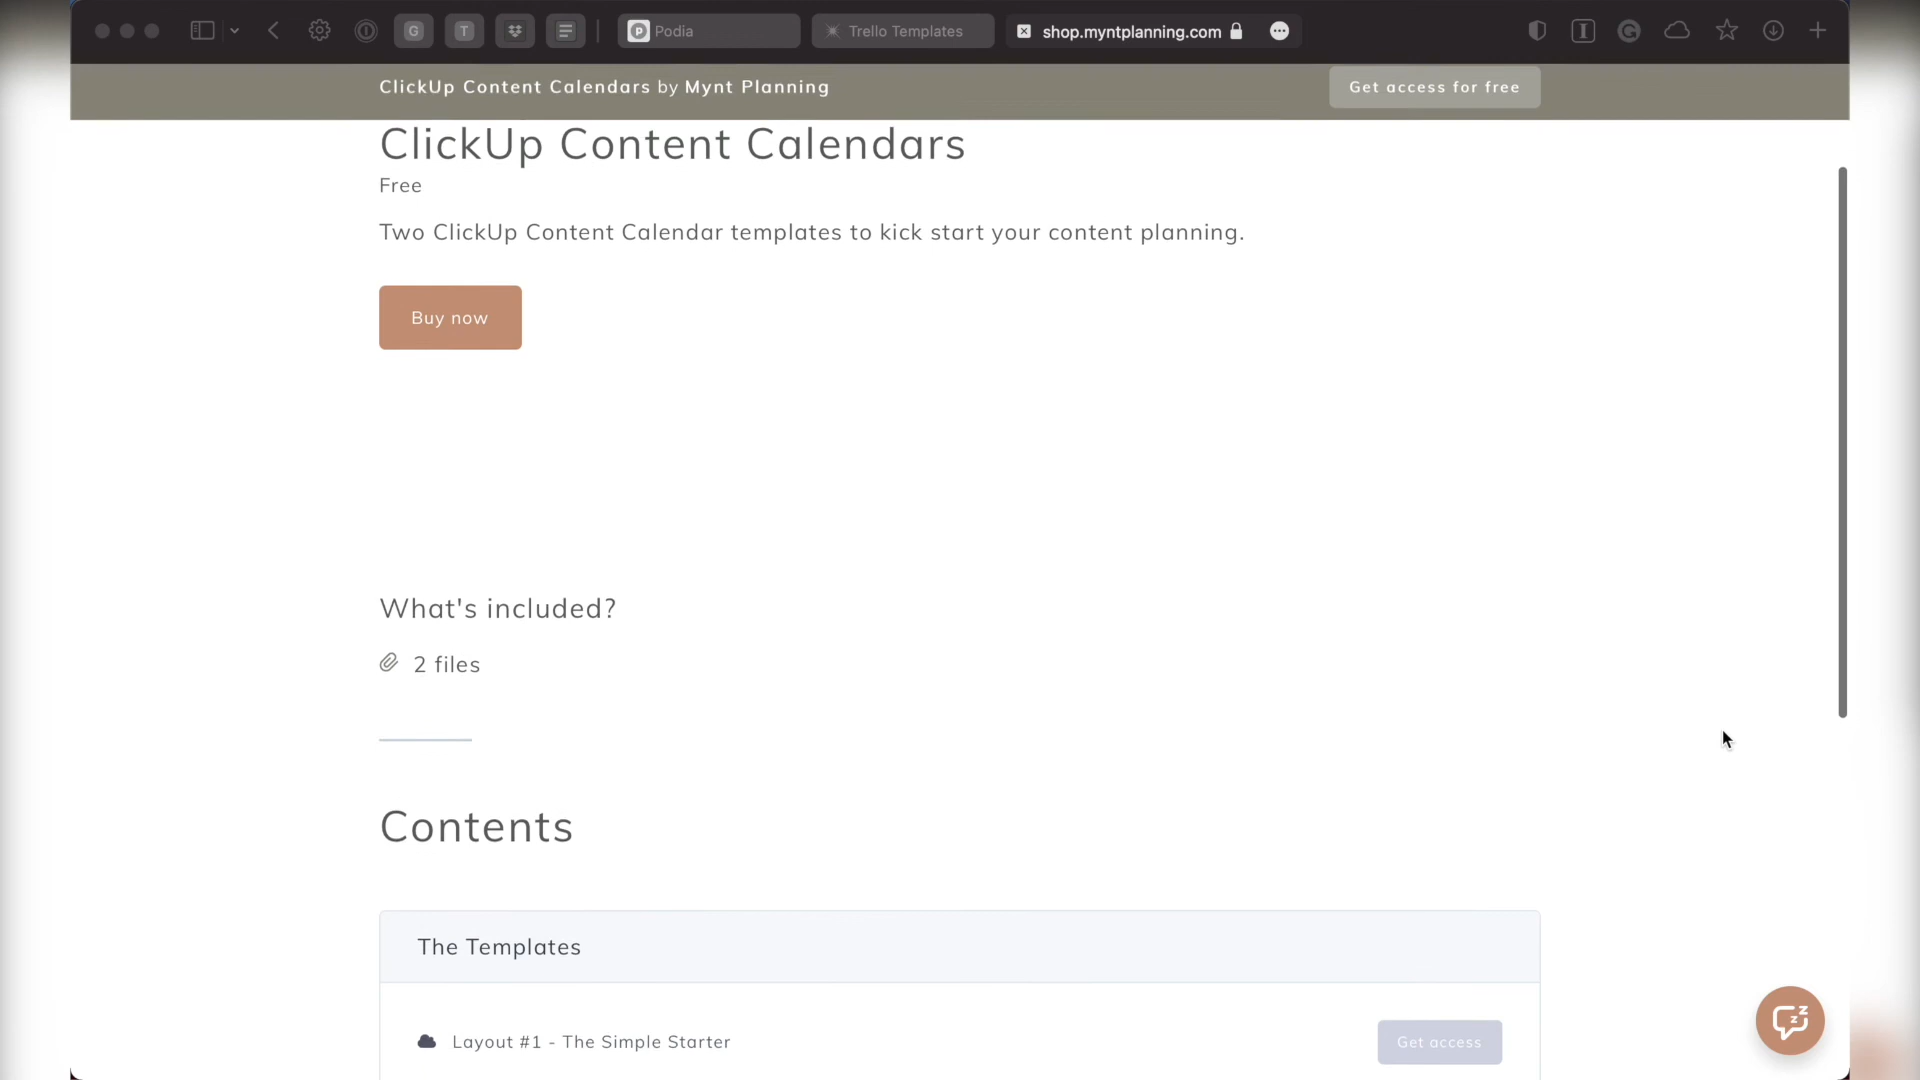 G
T
Podia
Trello Templates
shop.myntplanning.com
ClickUp Content Calendars by Mynt Planning
Get access for free
ClickUp Content Calendars
Free
Two ClickUp Content Calendar templates to kick start your content planning.
Buy now
What's included?
2 files
Contents
The Templates
Layout #1 - The Simple Starter
Get access